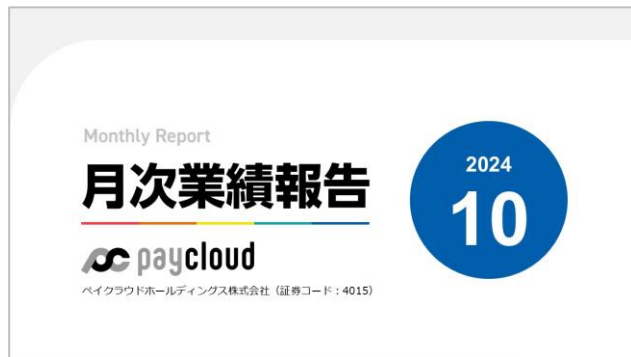 Monthly Report
月次業績報告
2024
10
paycloud
ペイクラウドホールディングス株式会社（証券コード：4015）